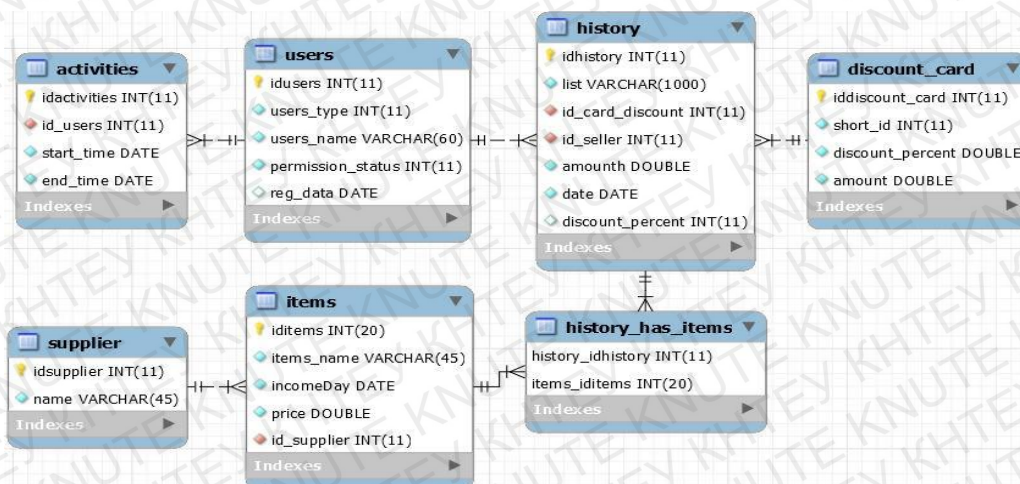 activities
idactivities INT(11)
id_users INT(11)
start_time DATE
end_time DATE
Indexes
users
idusers INT(11)
users_type INT(11)
users_name VARCHAR(60)
permission_status INT(11)
reg_data DATE
Indexes
history
idhistory INT(11)
list VARCHAR(1000)
id_card_discount INT(11)
id_seller INT(11)
amounth DOUBLE
date DATE
discount_percent INT(11)
Indexes
discount_card
iddiscount_card INT(11)
short_id INT(11)
discount_percent DOUBLE
amount DOUBLE
Indexes
supplier
idsupplier INT(11)
name VARCHAR(45)
Indexes
items
iditems INT(20)
items_name VARCHAR(45)
incomeDay DATE
price DOUBLE
id_supplier INT(11)
Indexes
history_has_items
history_idhistory INT(11)
items_iditems INT(20)
Indexes